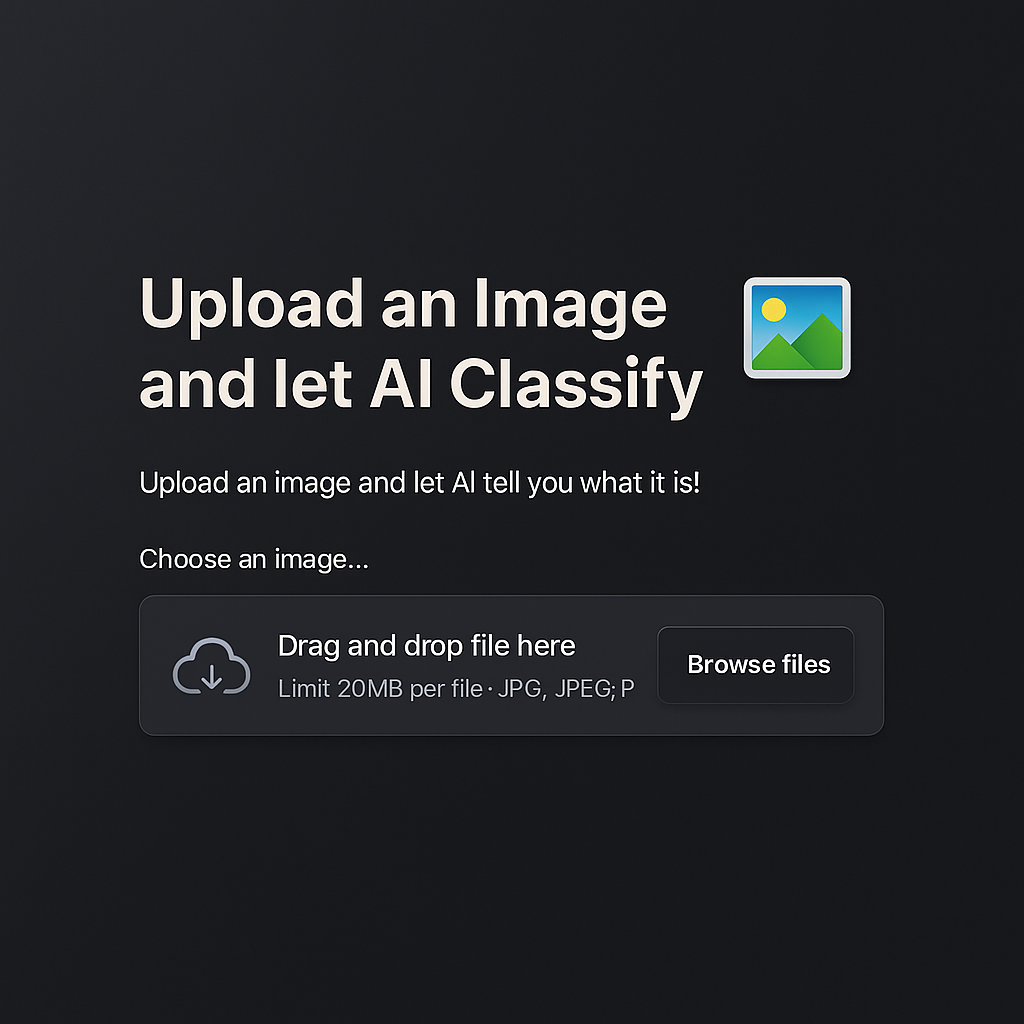 Upload an Image
and let AI Classify
Upload an image and let AI tell you what it is!
Choose an image...
Drag and drop file here
Limit 20MB per file · JPG, JPEG; P
Browse files